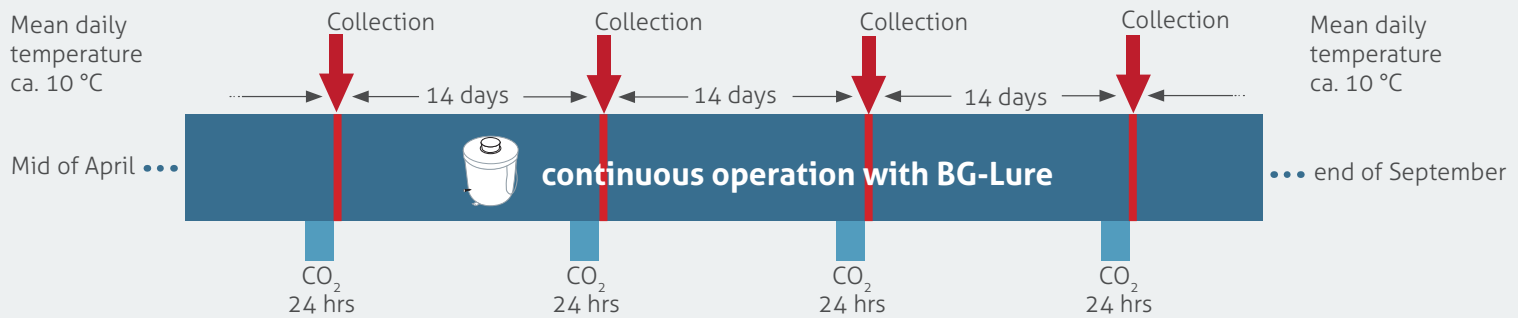 Mean daily
temperature
ca. 10 °C
Collection
Collection
Collection
Collection
Mean daily
temperature
ca. 10 °C
14 days
14 days
14 days
Mid of April
continuous operation with BG-Lure
end of September
CO₂
24 hrs
CO₂
24 hrs
CO₂
24 hrs
CO₂
24 hrs